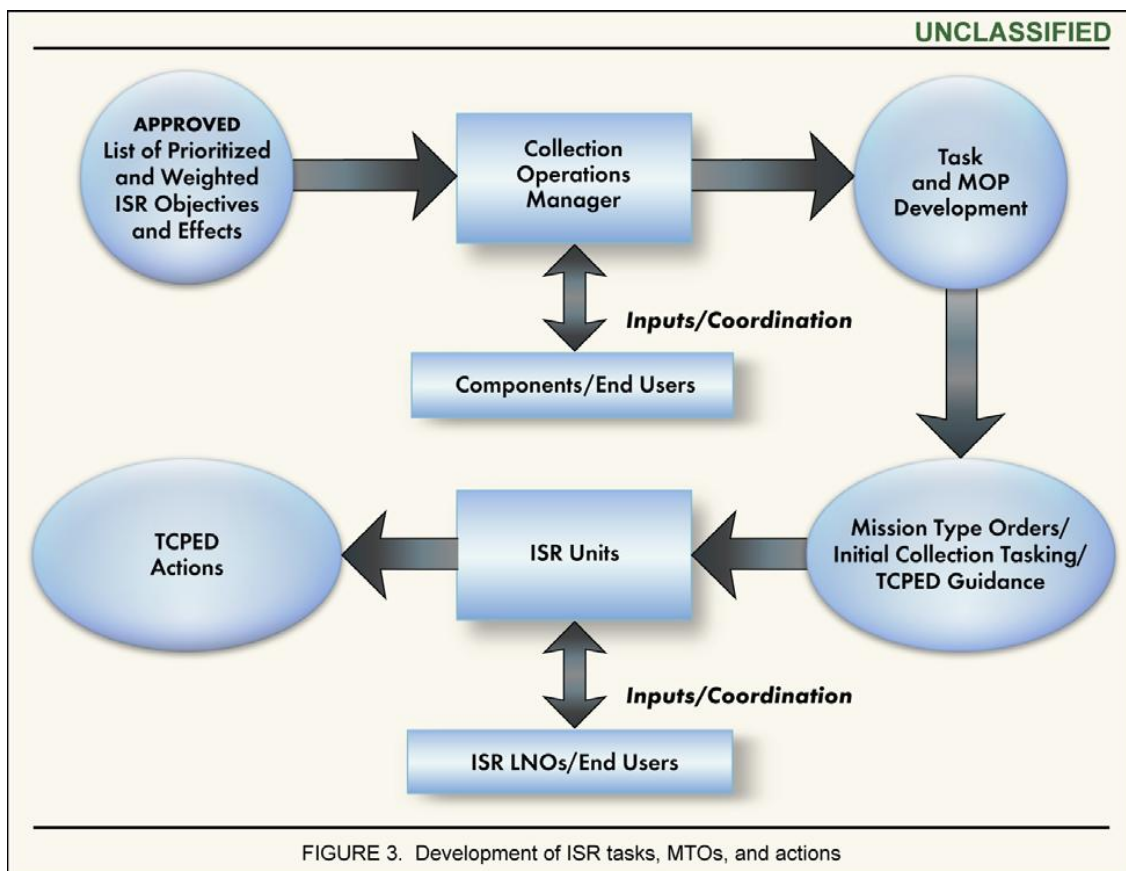 UNCLASSIFIED
APPROVED
List of Prioritized
and Weighted
ISR Objectives
and Effects
Collection
Operations
Manager
Task
and MOP
Development
Inputs/Coordination
Components/End Users
Mission Type Orders/
Initial Collection Tasking/
TCPED Guidance
ISR Units
TCPED
Actions
Inputs/Coordination
ISR LNOs/End Users
FIGURE 3. Development of ISR tasks, MTOs, and actions